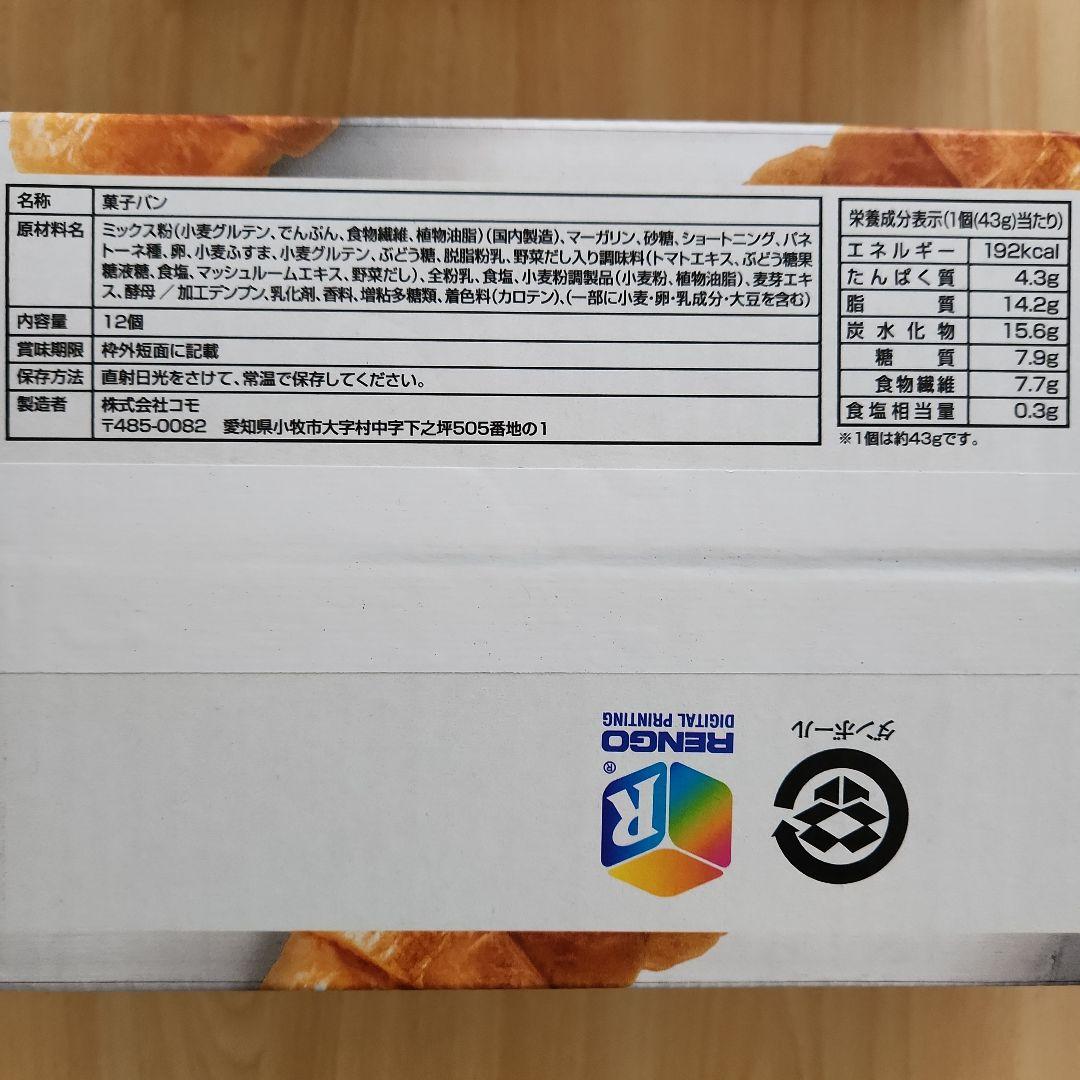 名称 菓子パン
原材料名 ミックス粉(小麦グルテン、でんぷん、食物繊維、植物油脂)(国内製造)、マーガリン、砂糖、ショートニング、パネ
トーネ種、卵、小麦ふすま、小麦グルテン、ぶどう糖、脱脂粉乳、野菜だし入り調味料(トマトエキス、ぶどう糖果
糖液糖、食塩、マッシュルームエキス、野菜だし)、全粉乳、食塩、小麦粉調製品(小麦粉、植物油脂)、麦芽エキ
ス、酵母／加工デンプン、乳化剤、香料、増粘多糖類、着色料(カロテン)、(一部に小麦・卵・乳成分・大豆を含む)
内容量 12個
賞味期限 枠外短面に記載
保存方法 直射日光をさけて、常温で保存してください。
製造者 株式会社コモ
〒485-0082 愛知県小牧市大字村中字下之坪505番地の1
栄養成分表示(1個(43g)当たり)
エネルギー 192kcal
たんぱく質 4.3g
脂質 14.2g
炭水化物 15.6g
糖質 7.9g
食物繊維 7.7g
食塩相当量 0.3g
※1個は約43gです。
ダンボール
R
®
RENGO
DIGITAL PRINTING